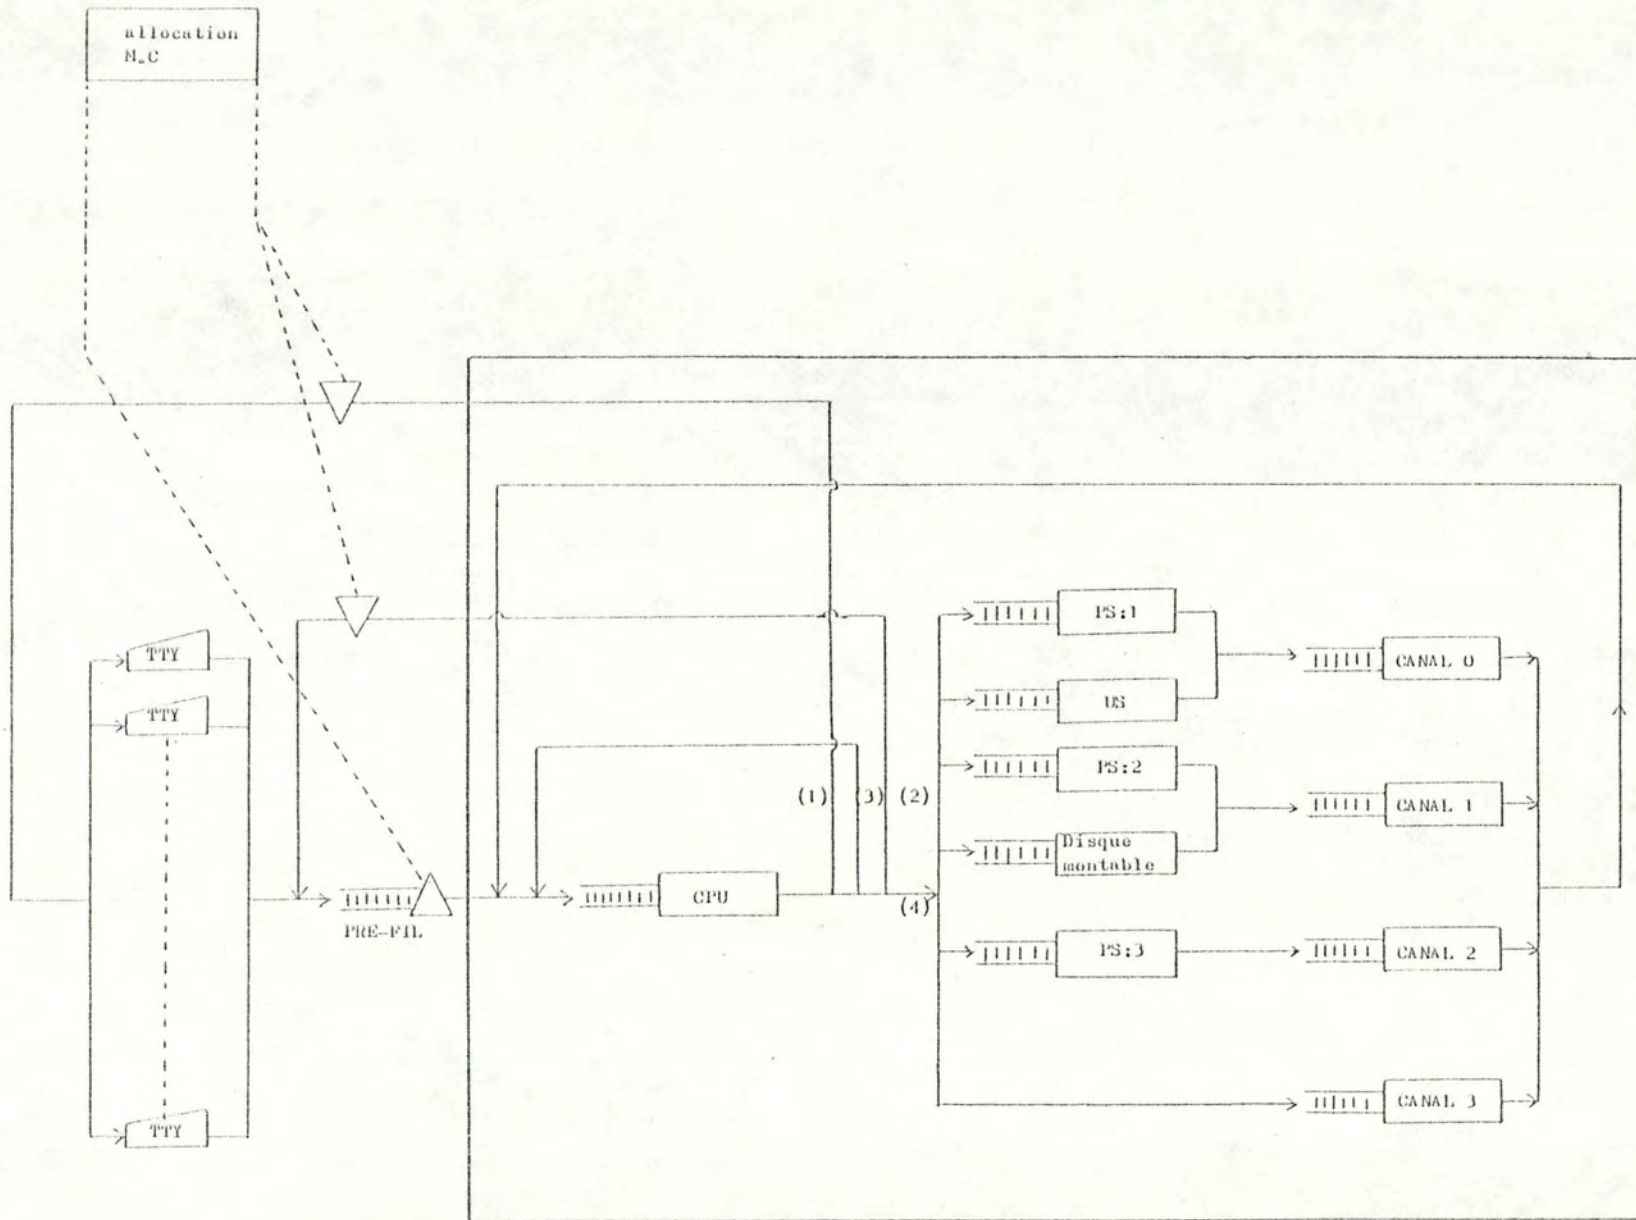 allocation
M.C
PS:1
TTY
CANAL 0
US
TTY
PS:2
(1)
(3)
(2)
CANAL 1
Disque
montable
CPU
(4)
PRE-FIL
PS:3
CANAL 2
CANAL 3
TTY